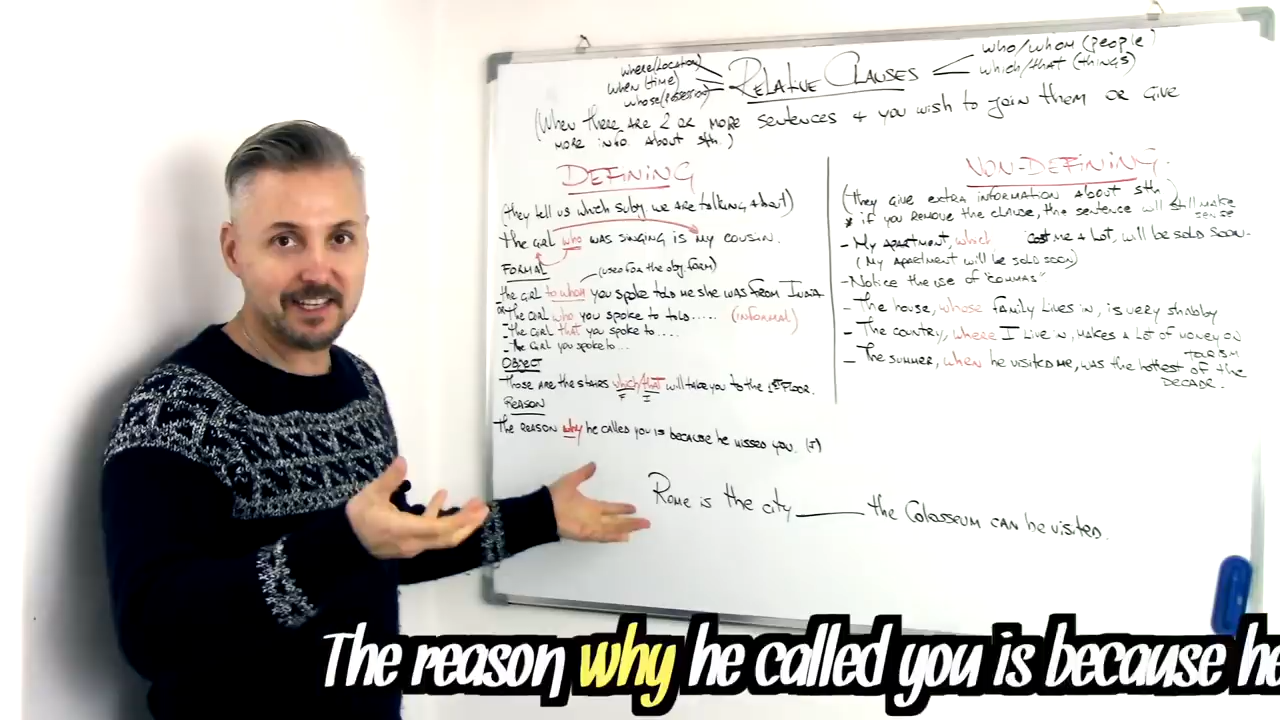 where(Location)
when (time)
whose(possession)
RELATIVE CLAUSES
who/whom (people)
which/that (things)
(When there are 2 or more sentences & you wish to join them or give
more info. about sth.)
DEFINING
(they tell us which subj. we are talking about)
the girl who was singing is my cousin.
FORMAL
(used for the obj. form)
-the girl to whom you spoke told me she was from India
or
-The girl who you spoke to told..... (informal)
-the girl that you spoke to....
-the girl you spoke to...
OBJECT
Those are the stairs which/that will take you to the 1st Floor.
F I
REASON
The reason why he called you is because he missed you. (I)
NON-DEFINING.
(they give extra information about sth)
* if you remove the clause, the sentence will still make
sense
- My apartment, which cost me a lot, will be sold soon.
(My apartment will be sold soon)
- Notice the use of "commas"
- The house, whose family lives in, is very shabby
- The country, where I live in, makes a lot of money on
torism
- The summer, when he visited me, was the hottest of the
decade.
Rome is the city ______ the Colosseum can be visited.
The reason why he called you is because he